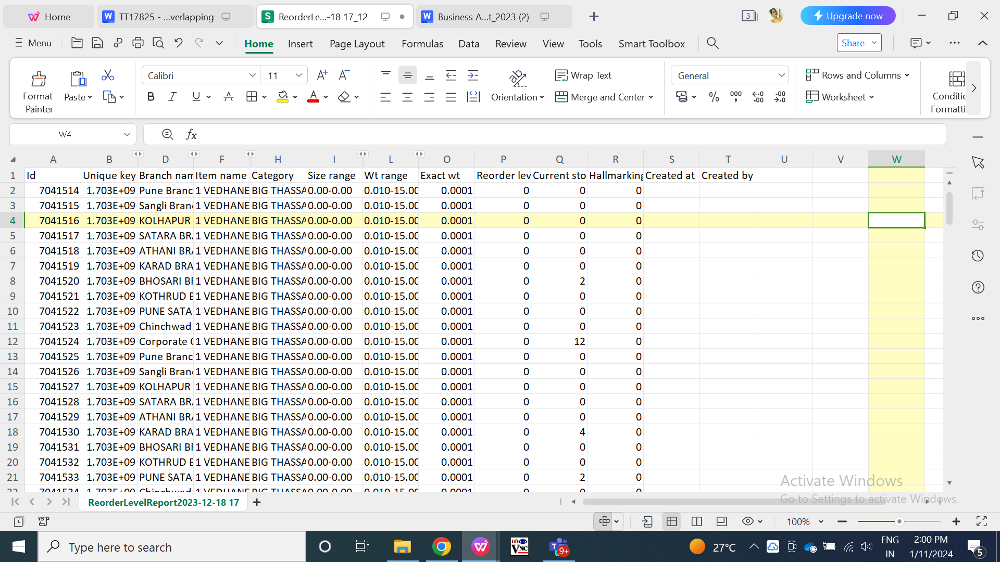 Home
TT17825 - ...verlapping
ReorderLe...-18 17_12
Business A...t_2023 (2)
3
Upgrade now
Menu
Home Insert Page Layout Formulas Data Review View Tools Smart Toolbox
Share
Format Painter
Paste
Calibri
11
Orientation
Wrap Text
Merge and Center
General
Rows and Columns
Worksheet
Conditic
Formatti
W4
A B D F H I L O P Q R S T U V W
1 Id Unique key Branch nam Item name Category Size range Wt range Exact wt Reorder lev Current sto Hallmarking Created at Created by
2 7041514 1.703E+09 Pune Branc 1 VEDHANE BIG THASSA 0.00-0.00 0.010-15.00 0.0001 0 0 0
3 7041515 1.703E+09 Sangli Bran 1 VEDHANE BIG THASSA 0.00-0.00 0.010-15.00 0.0001 0 0 0
4 7041516 1.703E+09 KOLHAPUR 1 VEDHANE BIG THASSA 0.00-0.00 0.010-15.00 0.0001 0 0 0
5 7041517 1.703E+09 SATARA BRA 1 VEDHANE BIG THASSA 0.00-0.00 0.010-15.00 0.0001 0 0 0
6 7041518 1.703E+09 ATHANI BRA 1 VEDHANE BIG THASSA 0.00-0.00 0.010-15.00 0.0001 0 0 0
7 7041519 1.703E+09 KARAD BRA 1 VEDHANE BIG THASSA 0.00-0.00 0.010-15.00 0.0001 0 0 0
8 7041520 1.703E+09 BHOSARI BR 1 VEDHANE BIG THASSA 0.00-0.00 0.010-15.00 0.0001 0 2 0
9 7041521 1.703E+09 KOTHRUD B 1 VEDHANE BIG THASSA 0.00-0.00 0.010-15.00 0.0001 0 0 0
10 7041522 1.703E+09 PUNE SATA 1 VEDHANE BIG THASSA 0.00-0.00 0.010-15.00 0.0001 0 0 0
11 7041523 1.703E+09 Chinchwad 1 VEDHANE BIG THASSA 0.00-0.00 0.010-15.00 0.0001 0 0 0
12 7041524 1.703E+09 Corporate O 1 VEDHANE BIG THASSA 0.00-0.00 0.010-15.00 0.0001 0 12 0
13 7041525 1.703E+09 Pune Branc 1 VEDHANE BIG THASSA 0.00-0.00 0.010-15.00 0.0001 0 0 0
14 7041526 1.703E+09 Sangli Bran 1 VEDHANE BIG THASSA 0.00-0.00 0.010-15.00 0.0001 0 0 0
15 7041527 1.703E+09 KOLHAPUR 1 VEDHANE BIG THASSA 0.00-0.00 0.010-15.00 0.0001 0 0 0
16 7041528 1.703E+09 SATARA BRA 1 VEDHANE BIG THASSA 0.00-0.00 0.010-15.00 0.0001 0 0 0
17 7041529 1.703E+09 ATHANI BRA 1 VEDHANE BIG THASSA 0.00-0.00 0.010-15.00 0.0001 0 0 0
18 7041530 1.703E+09 KARAD BRA 1 VEDHANE BIG THASSA 0.00-0.00 0.010-15.00 0.0001 0 4 0
19 7041531 1.703E+09 BHOSARI BR 1 VEDHANE BIG THASSA 0.00-0.00 0.010-15.00 0.0001 0 0 0
20 7041532 1.703E+09 KOTHRUD B 1 VEDHANE BIG THASSA 0.00-0.00 0.010-15.00 0.0001 0 0 0
21 7041533 1.703E+09 PUNE SATA 1 VEDHANE BIG THASSA 0.00-0.00 0.010-15.00 0.0001 0 2 0
Activate Windows
Go to Settings to activate Windows.
ReorderLevelReport2023-12-18 17
100%
Type here to search
9+
27°C
ENG
IN
2:00 PM
1/11/2024
5